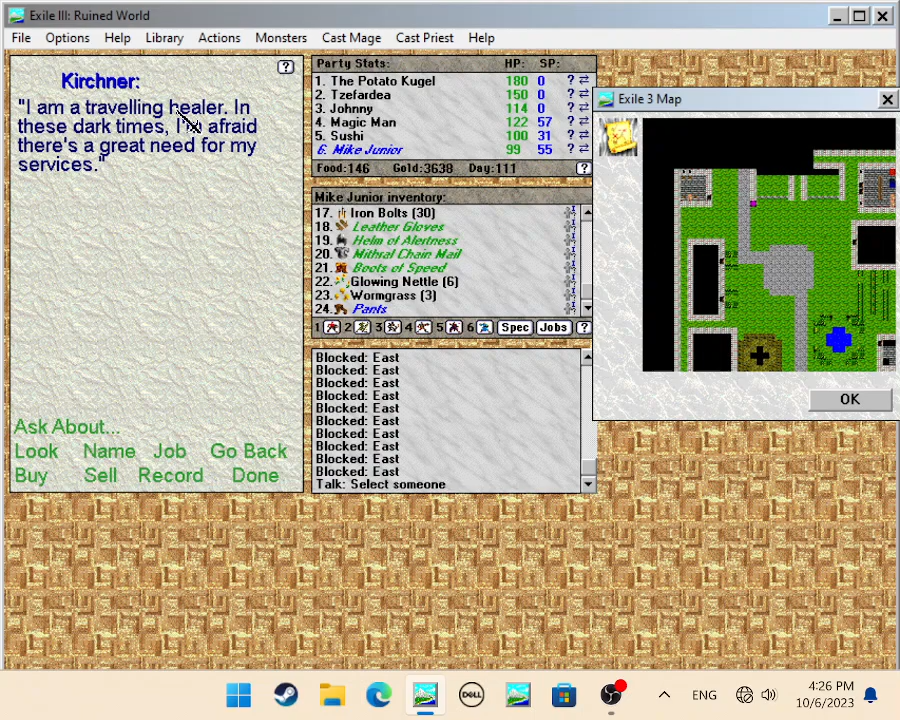 Exile III: Ruined World
File Options Help Library Actions Monsters Cast Mage Cast Priest Help
Kirchner:
"I am a travelling healer. In
these dark times, I'm afraid
there's a great need for my
services."
Ask About...
Look Name Job Go Back
Buy Sell Record Done
Party Stats: HP: SP:
1. The Potato Kugel 180 0 ?
2. Tzefardea 150 0 ?
3. Johnny 114 0 ?
4. Magic Man 122 57 ?
5. Sushi 100 31 ?
6. Mike Junior 99 55 ?
Food:146 Gold:3638 Day:111 ?
Mike Junior inventory:
17. Iron Bolts (30)
18. Leather Gloves
19. Helm of Alertness
20. Mithral Chain Mail
21. Boots of Speed
22. Glowing Nettle (6)
23. Wormgrass (3)
24. Pants
1 2 3 4 5 6 Spec Jobs ?
Blocked: East
Blocked: East
Blocked: East
Blocked: East
Blocked: East
Blocked: East
Blocked: East
Blocked: East
Blocked: East
Blocked: East
Talk: Select someone
Exile 3 Map
OK
DELL
ENG
4:26 PM
10/6/2023